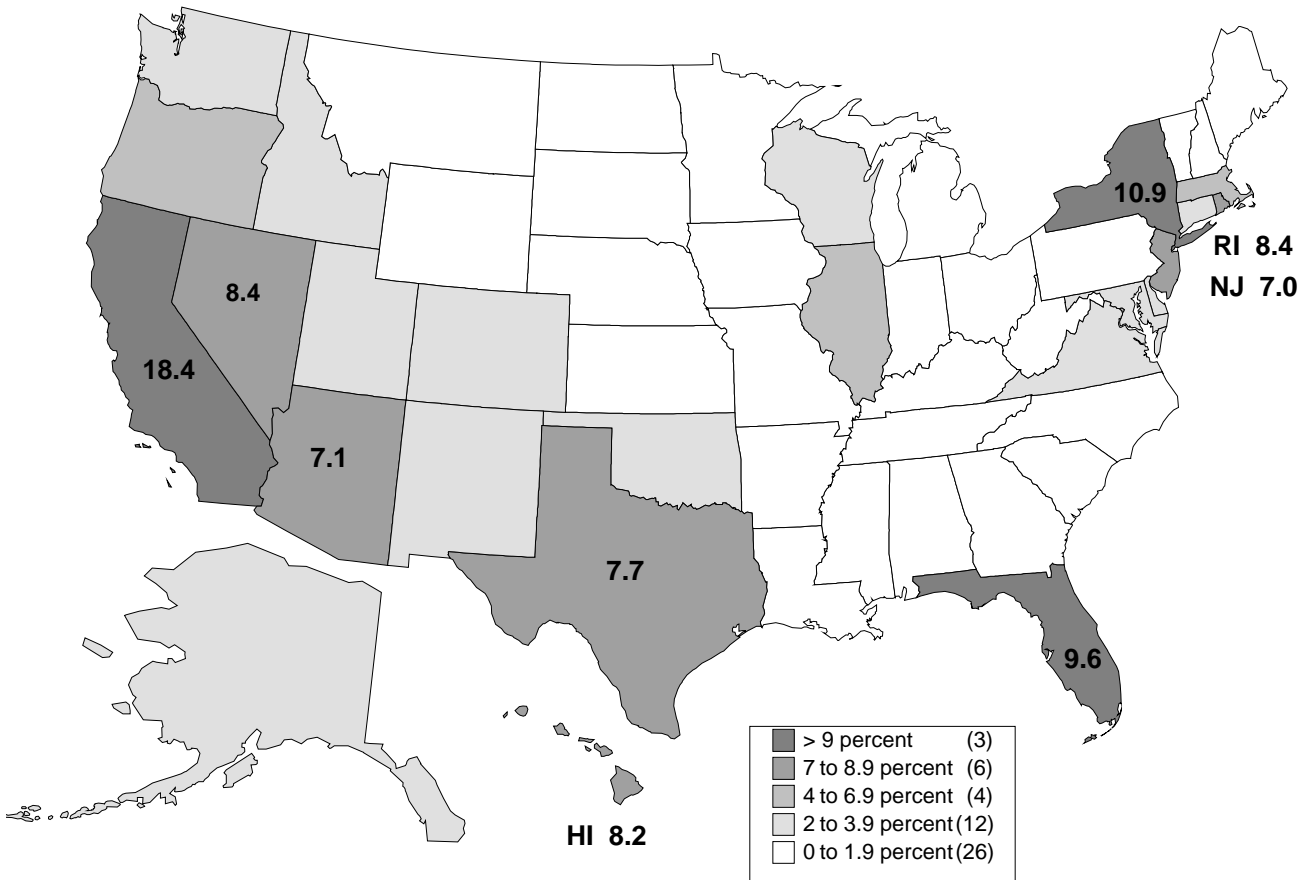 10.9
RI 8.4
NJ 7.0
8.4
18.4
7.1
7.7
9.6
HI 8.2
> 9 percent (3)
7 to 8.9 percent (6)
4 to 6.9 percent (4)
2 to 3.9 percent (12)
0 to 1.9 percent (26)